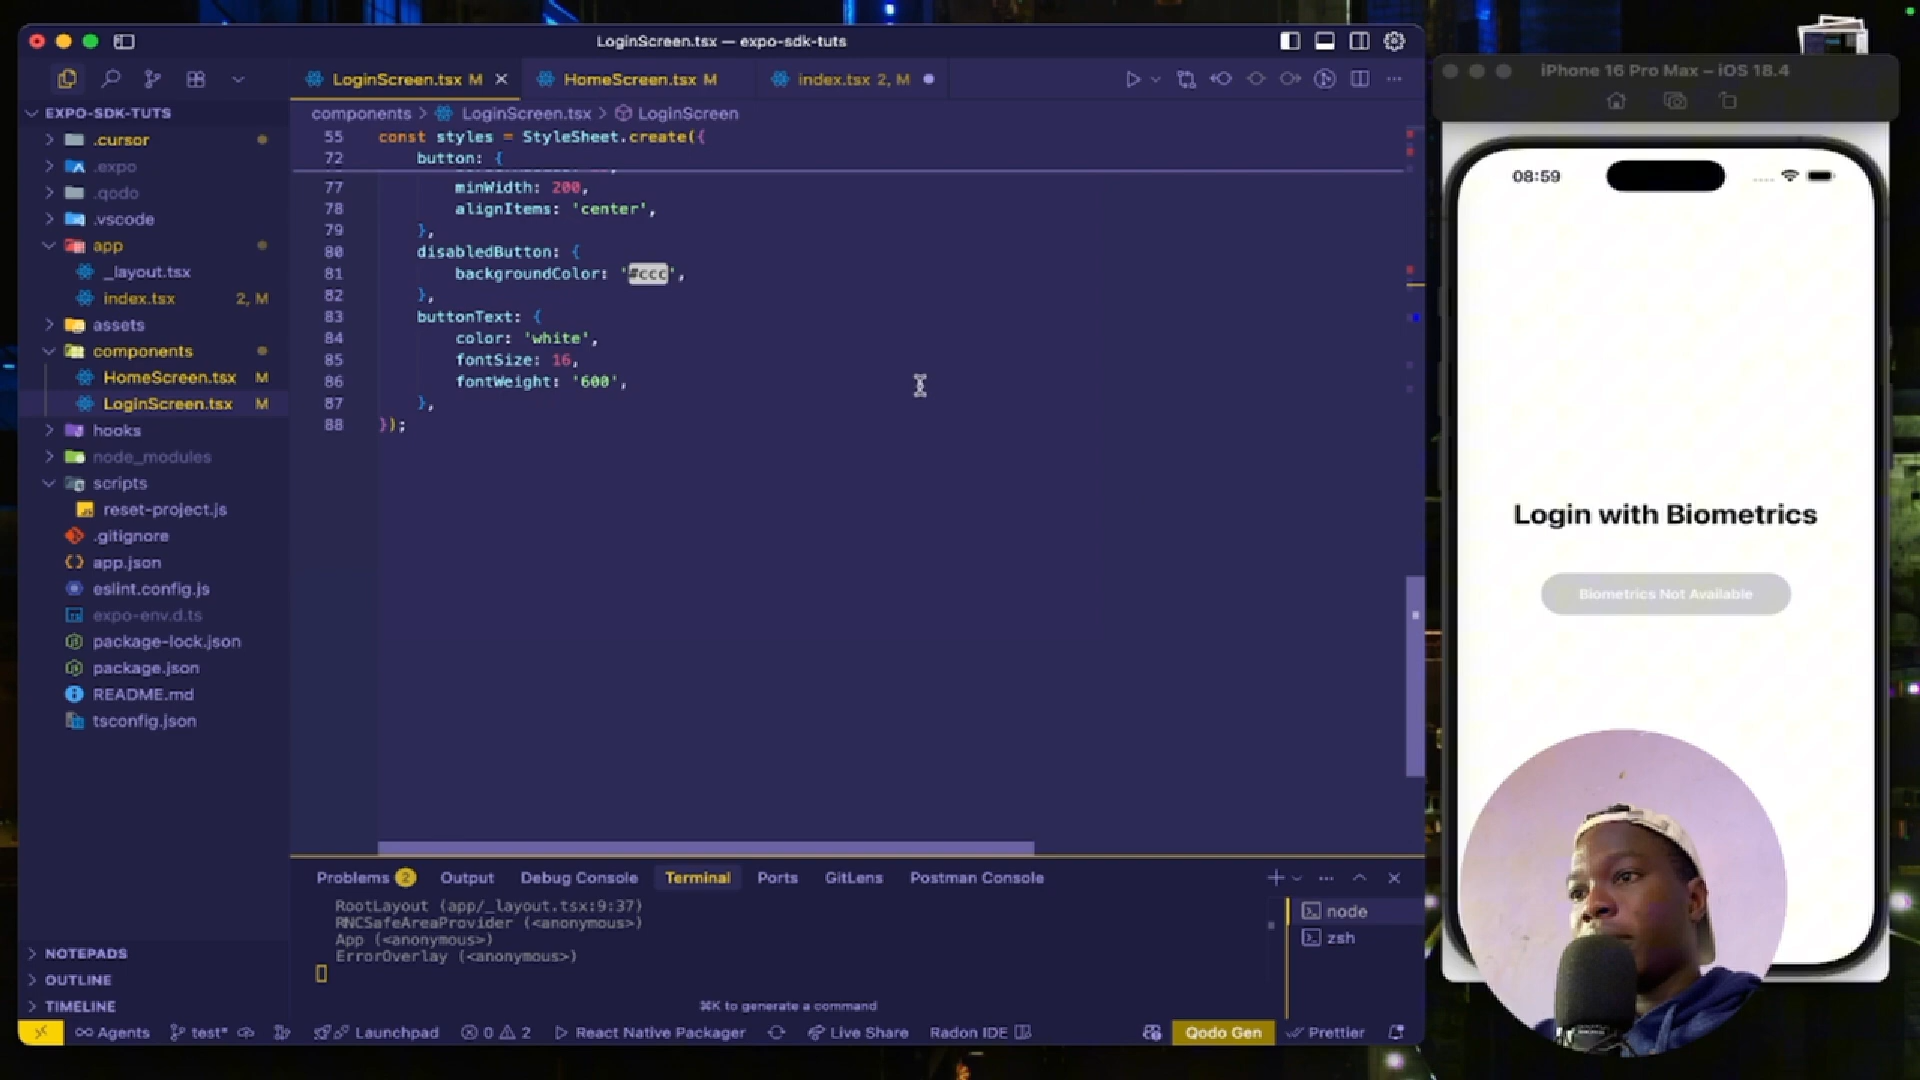 LoginScreen.tsx — expo-sdk-tuts
EXPO-SDK-TUTS
.cursor
.expo
.qodo
.vscode
app
_layout.tsx
index.tsx 2, M
assets
components
HomeScreen.tsx M
LoginScreen.tsx M
hooks
node_modules
scripts
reset-project.js
.gitignore
app.json
eslint.config.js
expo-env.d.ts
package-lock.json
package.json
README.md
tsconfig.json
NOTEPADS
OUTLINE
TIMELINE
LoginScreen.tsx M
HomeScreen.tsx M
index.tsx 2, M
components > LoginScreen.tsx > LoginScreen
55 const styles = StyleSheet.create({
72 button: {
77 minWidth: 200,
78 alignItems: 'center',
79 },
80 disabledButton: {
81 backgroundColor: '#ccc',
82 },
83 buttonText: {
84 color: 'white',
85 fontSize: 16,
86 fontWeight: '600',
87 },
88 });
Problems 2 Output Debug Console Terminal Ports GitLens Postman Console
RootLayout (app/_layout.tsx:9:37)
RNCSafeAreaProvider (<anonymous>)
App (<anonymous>)
ErrorOverlay (<anonymous>)
node
zsh
⌘K to generate a command
Agents test* Launchpad 0 2 React Native Packager Live Share Radon IDE Qodo Gen Prettier
iPhone 16 Pro Max – iOS 18.4
08:59
Login with Biometrics
Biometrics Not Available